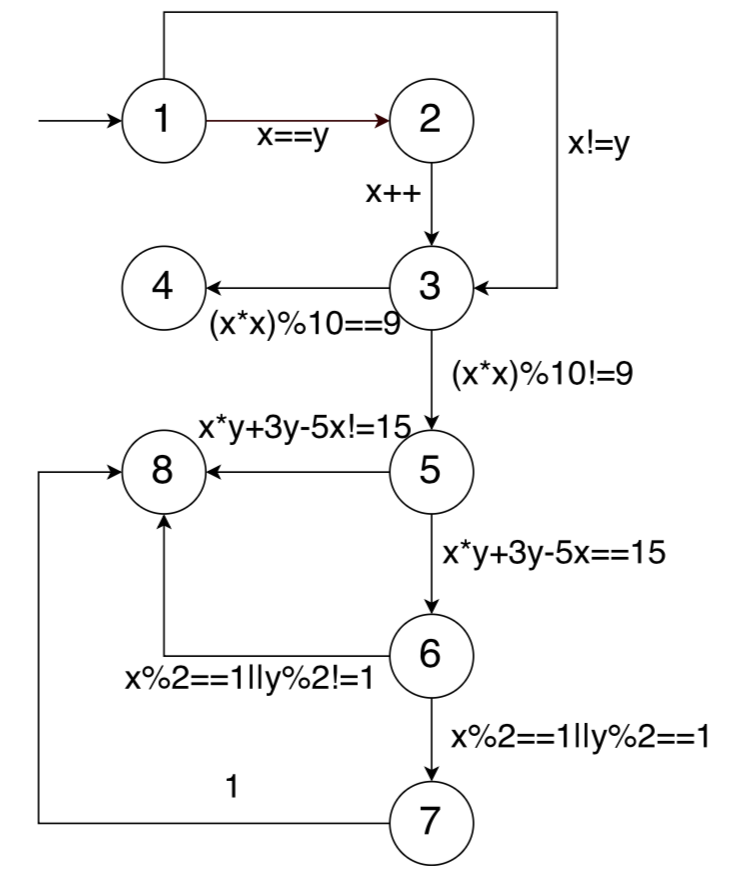 1
x==y
2
x!=y
x++
4
3
(x*x)%10==9
(x*x)%10!=9
x*y+3y-5x!=15
8
5
x*y+3y-5x==15
6
x%2==1||y%2!=1
x%2==1||y%2==1
1
7